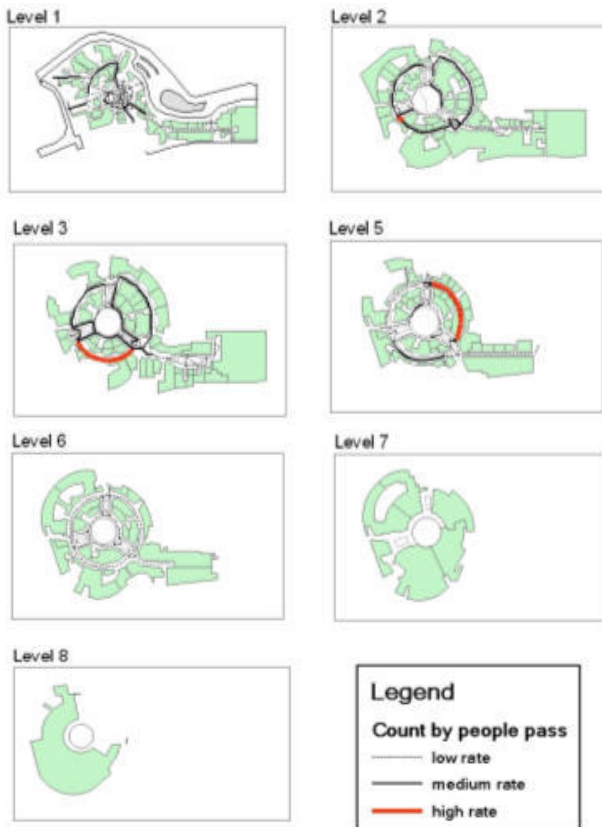 Level 1
Level 2
Level 3
Level 5
Level 6
Level 7
Level 8
Legend
Count by people pass
low rate
medium rate
high rate